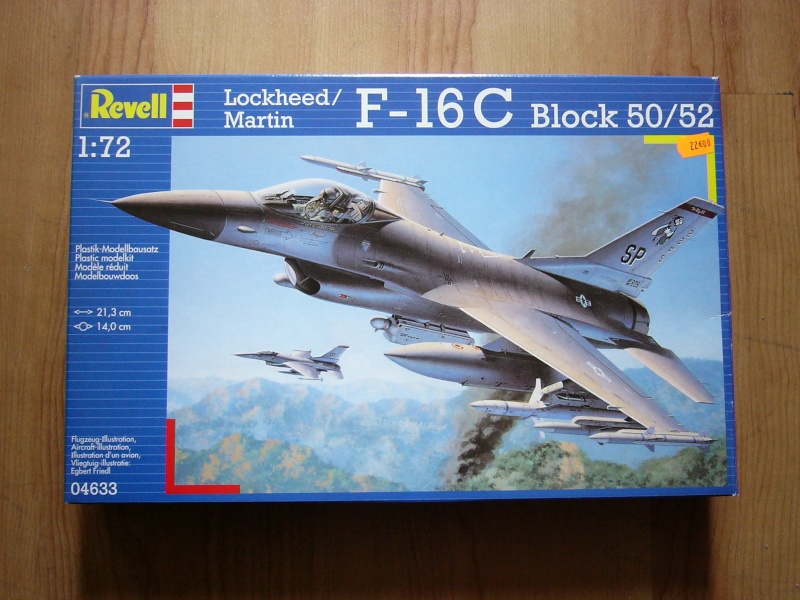 Revell
Lockheed/
Martin
F-16 C Block 50/52
22€00
1:72
Plastik-Modellbausatz
Plastic modelkit
Modèle réduit
Modelbouwdoos
21,3 cm
14,0 cm
SP
Flugzeug-Illustration,
Aircraft-illustration,
Illustration d'un avion,
Vliegtuig-illustratie:
Egbert Friedl
04633